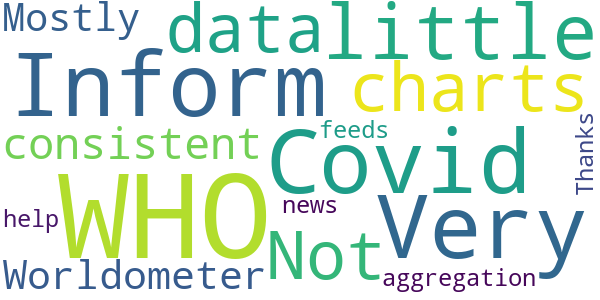 Mostly data little
Inform charts
consistent Covid feeds Thanks
help WHO news Very
Worldometer Not aggregation